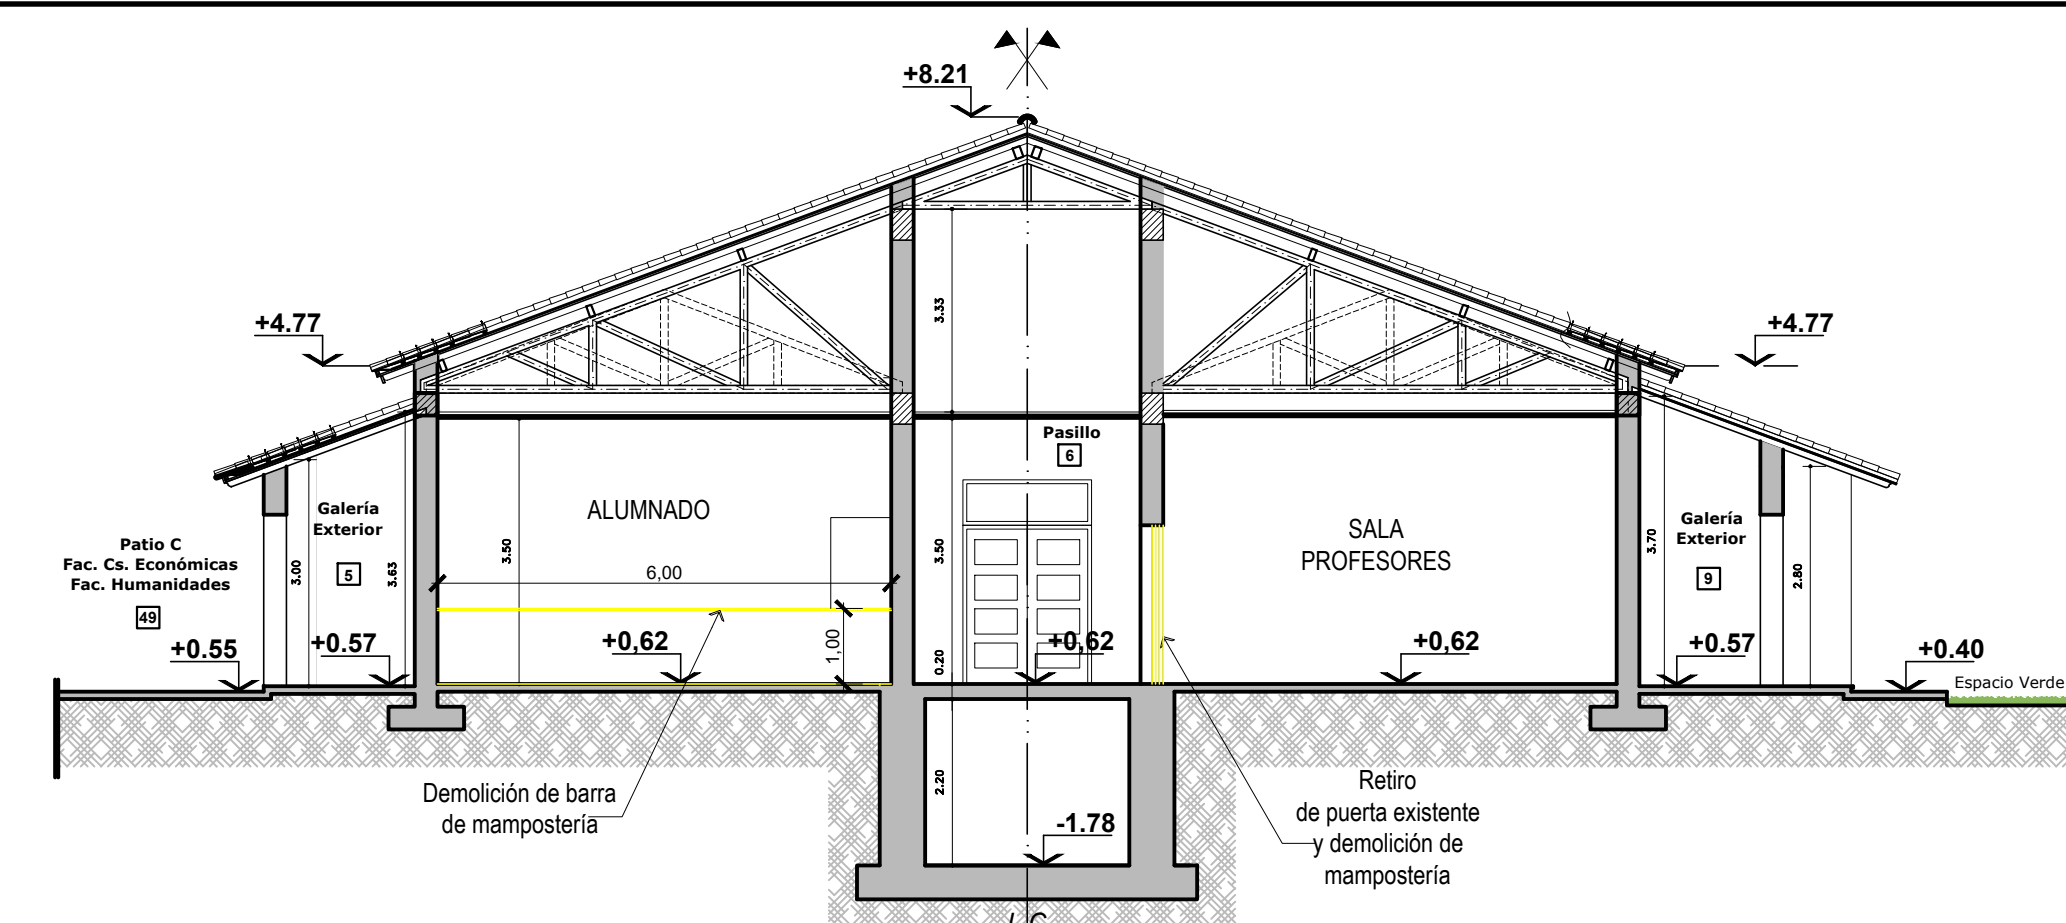 +8.21
+4.77
+4.77
3.33
Pasillo
6
ALUMNADO
SALA
PROFESORES
Galería
Exterior
5
Galería
Exterior
9
Patio C
Fac. Cs. Económicas
Fac. Humanidades
49
3.00
3.63
3.50
6,00
3.50
3.70
2.80
1,00
0.20
+0.55
+0.57
+0,62
+0,62
+0,62
+0.57
+0.40
Espacio Verde
2.20
-1.78
Demolición de barra
de mampostería
Retiro
de puerta existente
y demolición de
mampostería